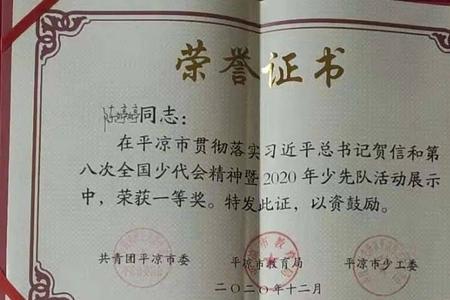 荣誉证书
陈婷婷同志：
在平凉市贯彻落实习近平总书记贺信和第
八次全国少代会精神暨2020年少先队活动展示
中，荣获一等奖。特发此证，以资鼓励。
共青团平凉市委 平凉市教育局 平凉市少工委
二〇二〇年十二月